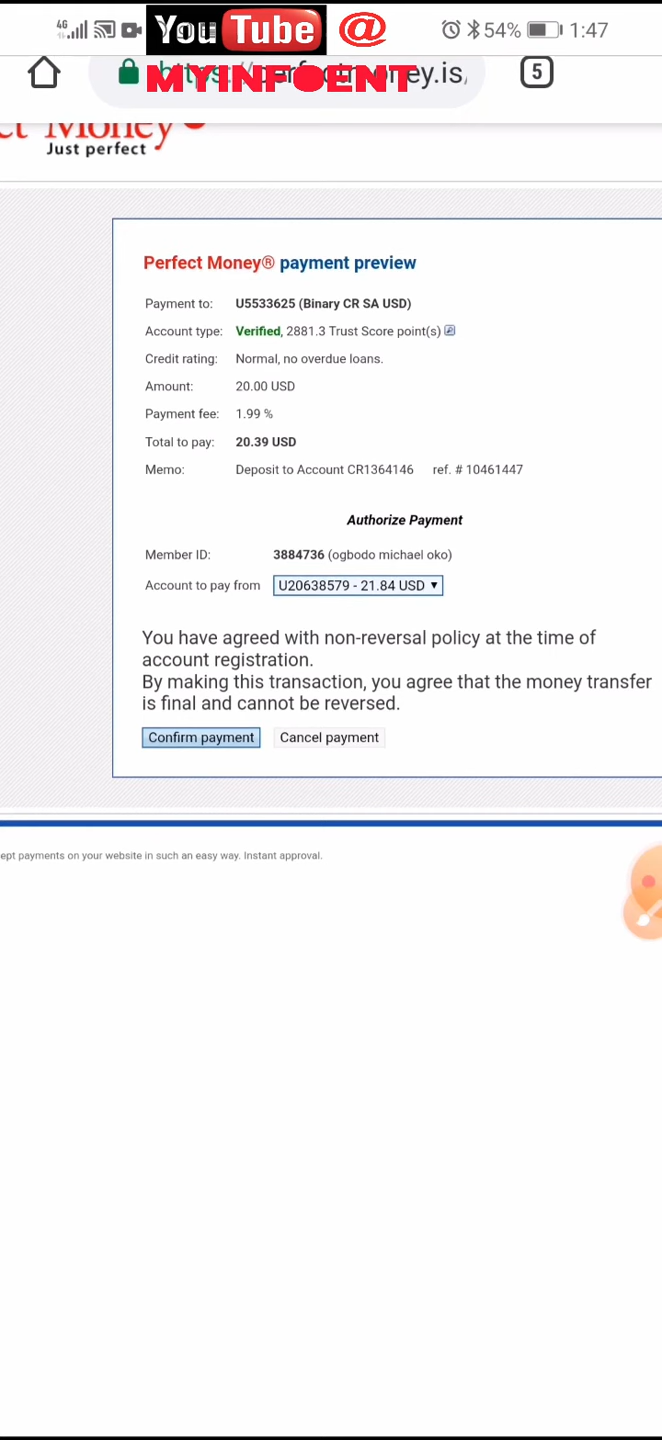 4G
YouTube @
54%
1:47
MYINFOENT
5
ct Money
Just perfect
Perfect Money® payment preview
Payment to: U5533625 (Binary CR SA USD)
Account type: Verified, 2881.3 Trust Score point(s)
Credit rating: Normal, no overdue loans.
Amount: 20.00 USD
Payment fee: 1.99 %
Total to pay: 20.39 USD
Memo: Deposit to Account CR1364146 ref. # 10461447
Authorize Payment
Member ID: 3884736 (ogbodo michael oko)
Account to pay from U20638579 - 21.84 USD ▼
You have agreed with non-reversal policy at the time of
account registration.
By making this transaction, you agree that the money transfer
is final and cannot be reversed.
Confirm payment Cancel payment
ept payments on your website in such an easy way. Instant approval.